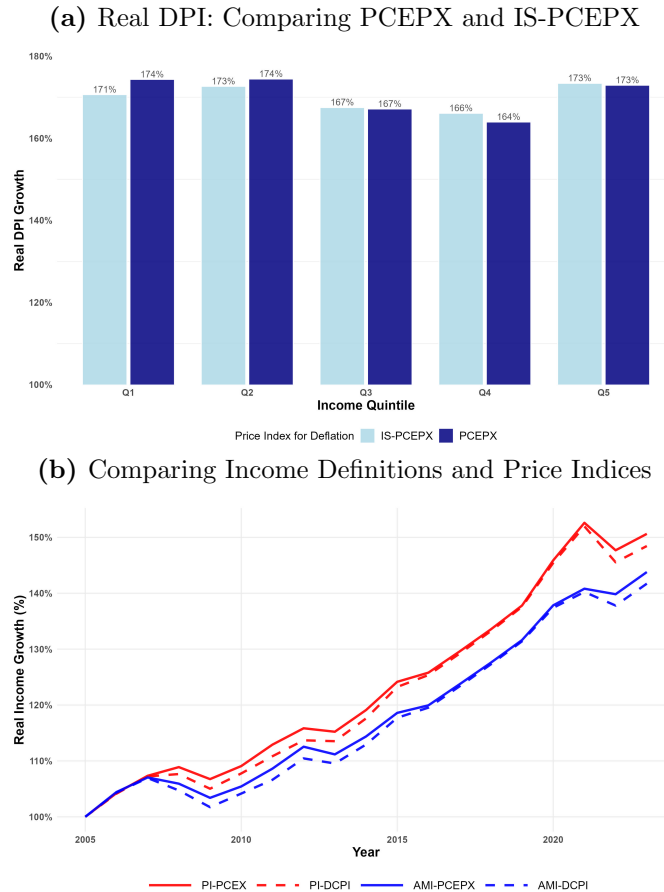 (a) Real DPI: Comparing PCEPX and IS-PCEPX
180%
160%
140%
120%
100%
Real DPI Growth
171% 174% 173% 174% 167% 167% 166% 164% 173% 173%
Q1 Q2 Q3 Q4 Q5
Income Quintile
Price Index for Deflation IS-PCEPX PCEPX
(b) Comparing Income Definitions and Price Indices
150%
140%
130%
120%
110%
100%
Real Income Growth (%)
2005 2010 2015 2020
Year
PI-PCEX PI-DCPI AMI-PCEPX AMI-DCPI